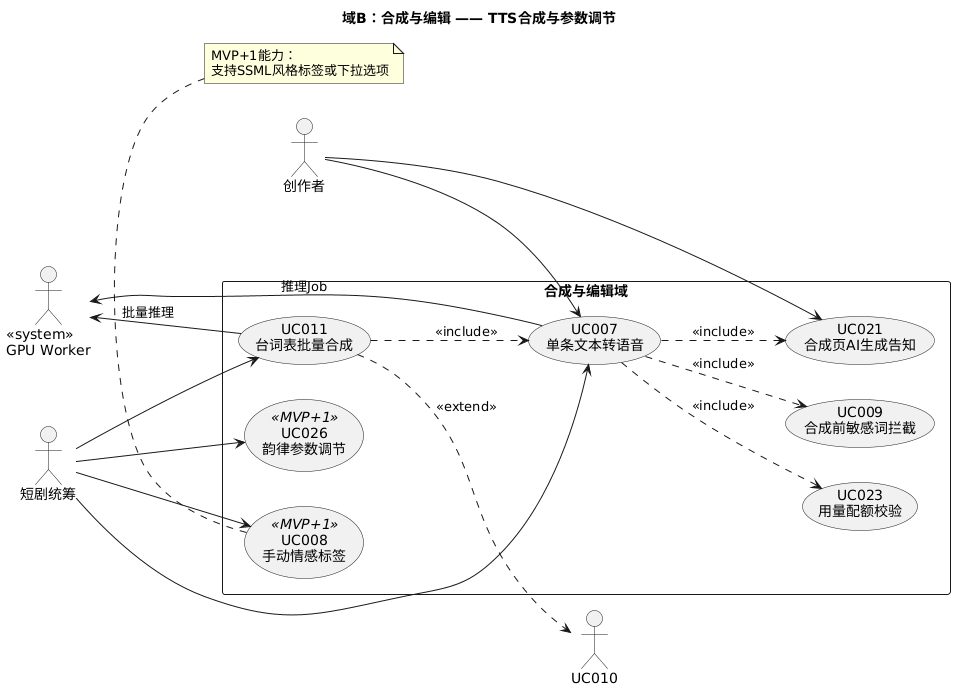 域B：合成与编辑 —— TTS合成与参数调节
MVP+1能力：
支持SSML风格标签或下拉选项
创作者
«system»
GPU Worker
短剧统筹
合成与编辑域
推理Job
批量推理
UC011
台词表批量合成
«include»
UC007
单条文本转语音
«include»
UC021
合成页AI生成告知
«include»
UC009
合成前敏感词拦截
«include»
UC023
用量配额校验
«extend»
«MVP+1»
UC026
韵律参数调节
«MVP+1»
UC008
手动情感标签
UC010